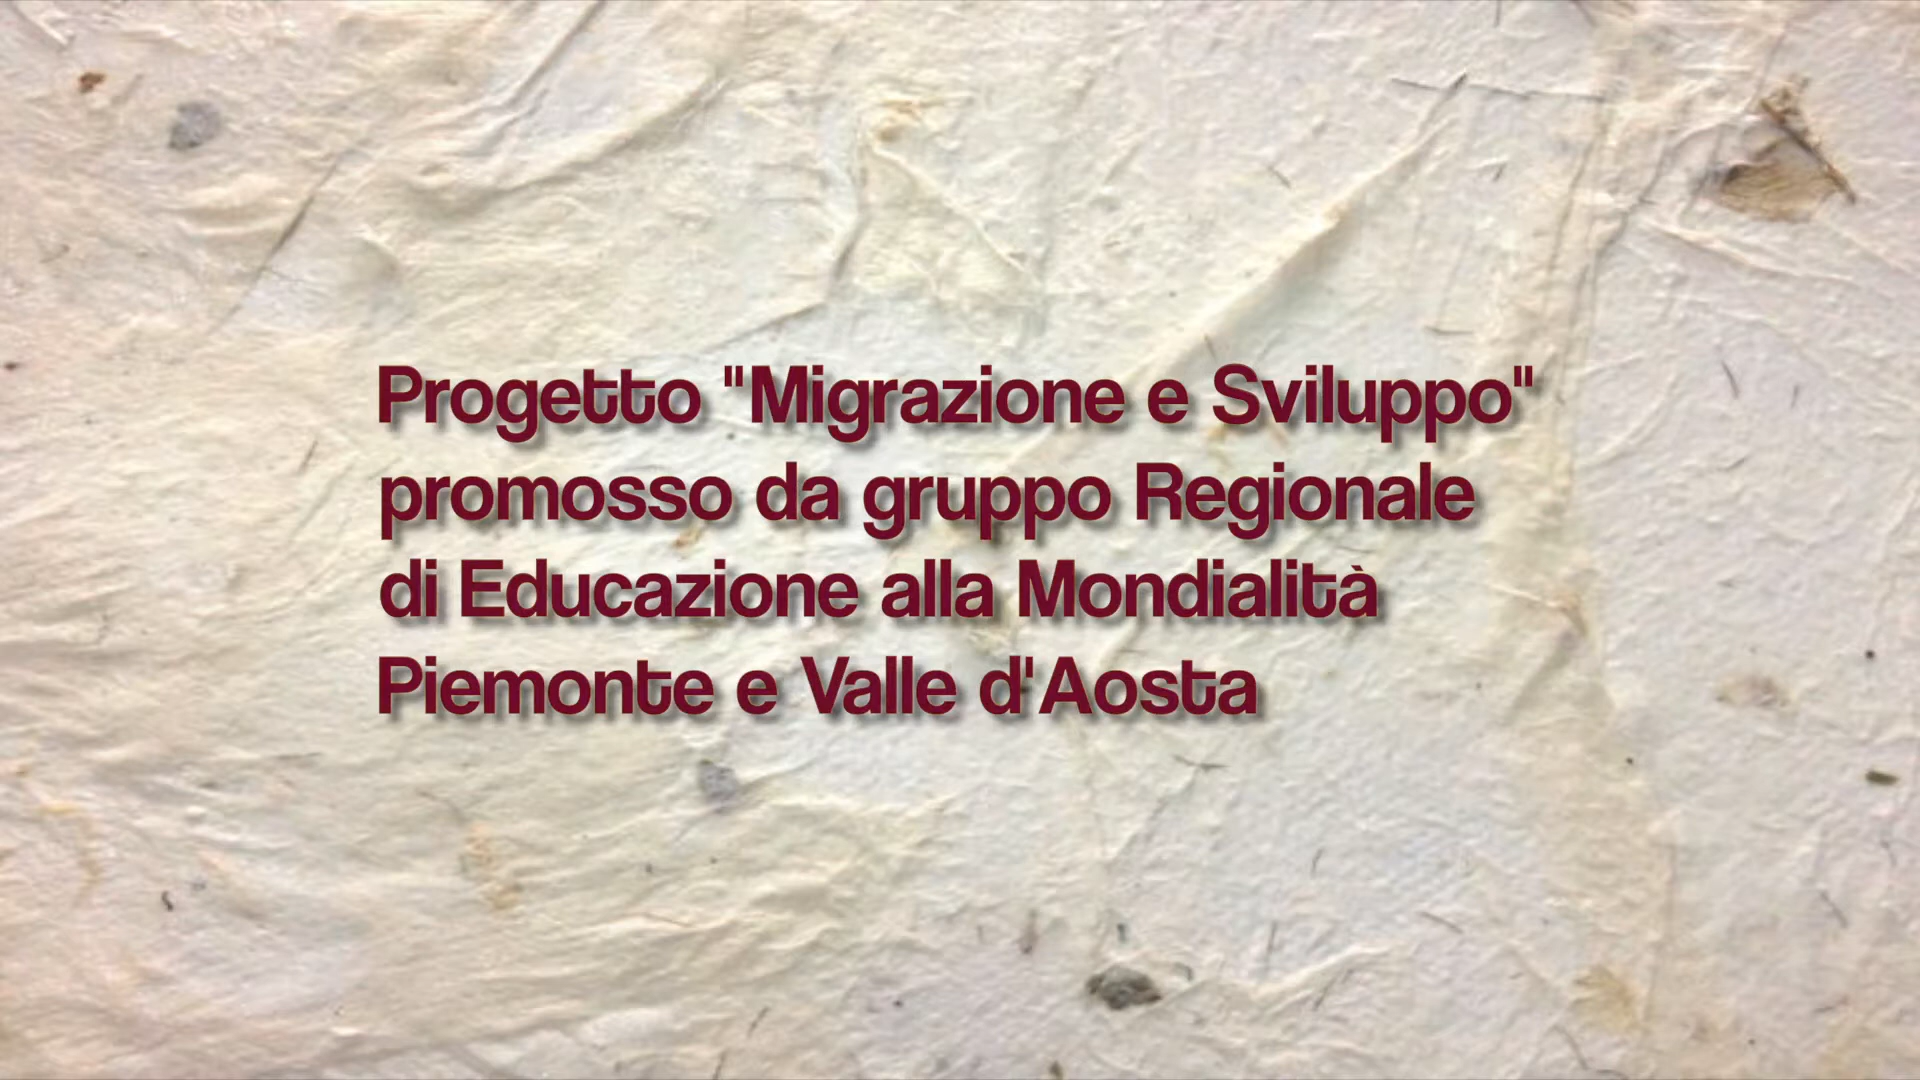 Progetto "Migrazione e Sviluppo"
promosso da gruppo Regionale
di Educazione alla Mondialità
Piemonte e Valle d'Aosta